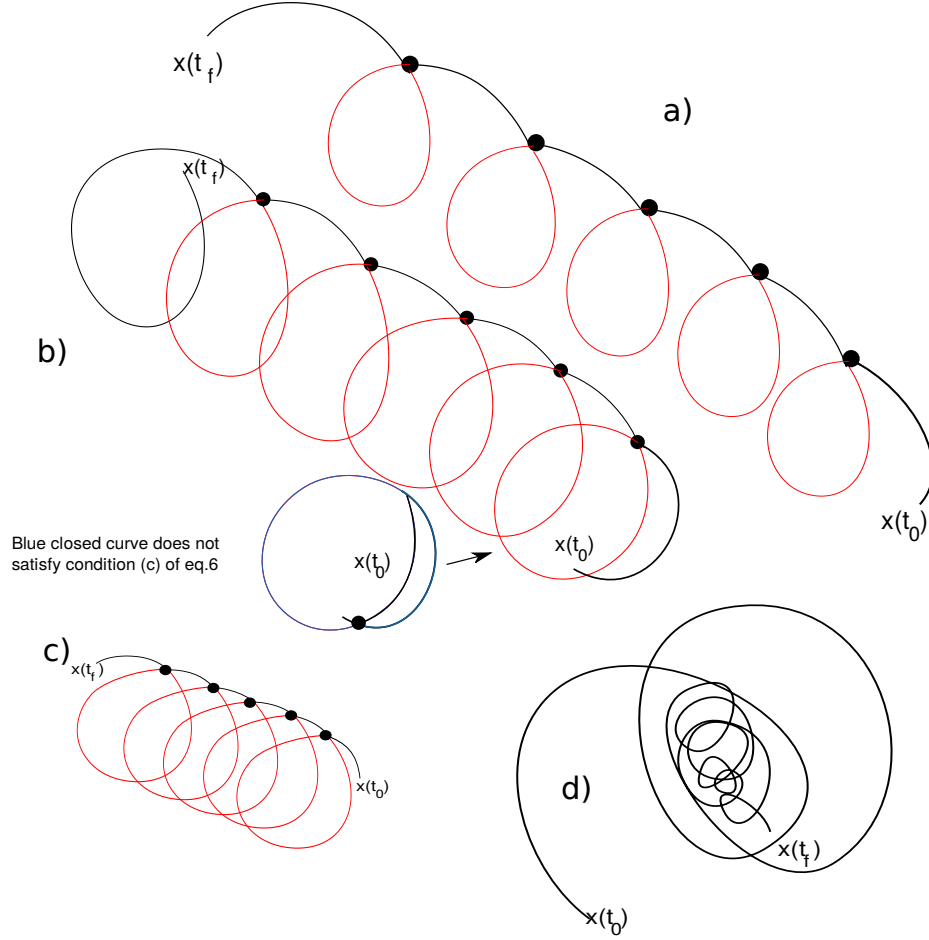 x(t_f)
a)
x(t_f)
b)
x(t_0)
x(t_0)
x(t_0)
Blue closed curve does not
satisfy condition (c) of eq.6
c)
x(t_f)
x(t_0)
d)
x(t_f)
x(t_0)